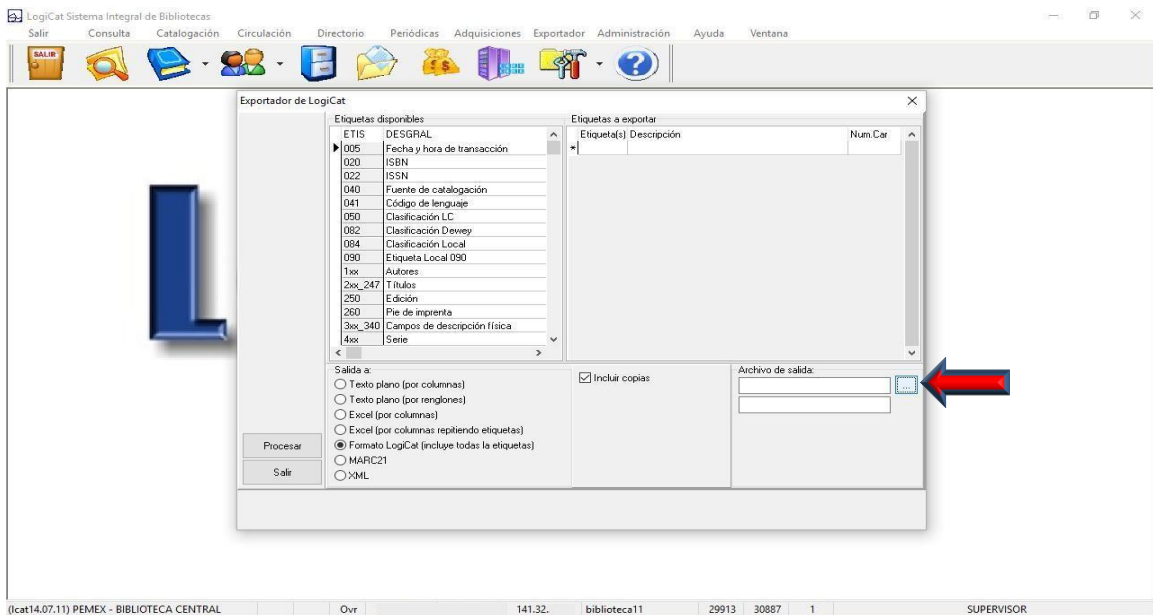 LogiCat Sistema Integral de Bibliotecas
Salir Consulta Catalogación Circulación Directorio Periódicas Adquisiciones Exportador Administración Ayuda Ventana
SALIR
L
Exportador de LogiCat
Etiquetas disponibles
ETIS DESGRAL
005 Fecha y hora de transacción
020 ISBN
022 ISSN
040 Fuente de catalogación
041 Código de lenguaje
050 Clasificación LC
082 Clasificación Dewey
084 Clasificación Local
090 Etiqueta Local 090
1xx Autores
2xx_247 Títulos
250 Edición
260 Pie de imprenta
3xx_340 Campos de descripción física
4xx Serie
Etiquetas a exportar
Etiqueta(s) Descripción Num.Car
*
Salida a:
Texto plano (por columnas)
Texto plano (por renglones)
Excel (por columnas)
Excel (por columnas repitiendo etiquetas)
Formato LogiCat (incluye todas la etiquetas)
MARC21
XML
Incluir copias
Archivo de salida:
...
Procesar
Salir
(lcat14.07.11) PEMEX - BIBLIOTECA CENTRAL Ovr 141.32. biblioteca11 29913 30887 1 SUPERVISOR